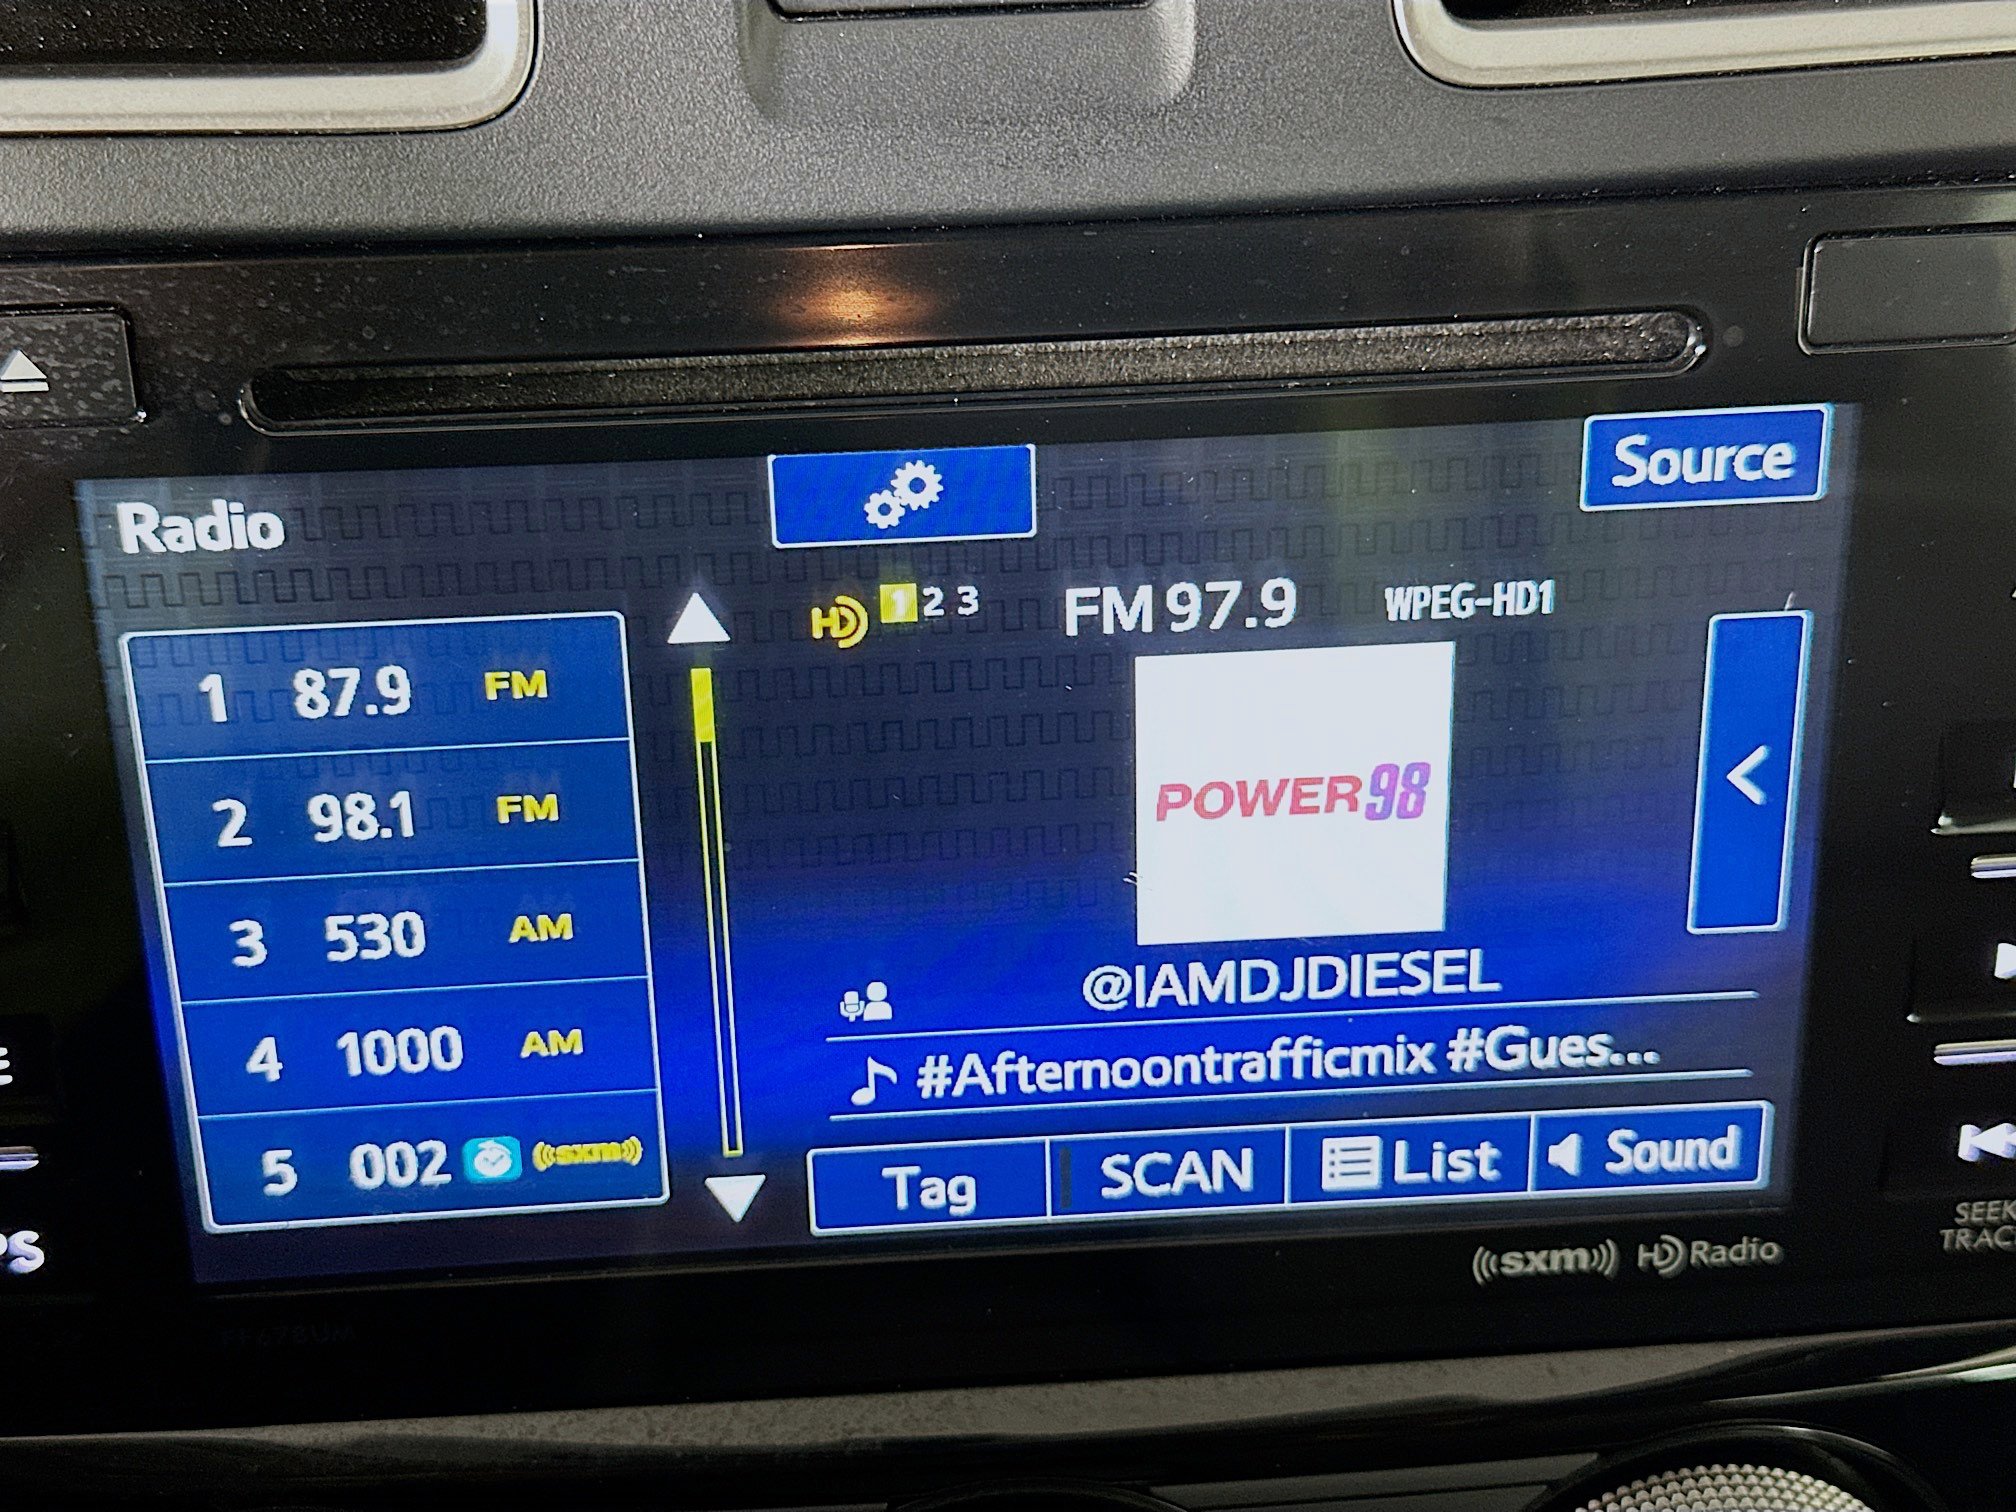 Source
Radio
HD 1 2 3 FM 97.9 WPEG-HD1
1 87.9 FM
2 98.1 FM
3 530 AM
4 1000 AM
5 002 ((sxm))
POWER98
@IAMDJDIESEL
#Afternoontrafficmix #Gues...
Tag SCAN List Sound
((sxm)) HD Radio
SEEK